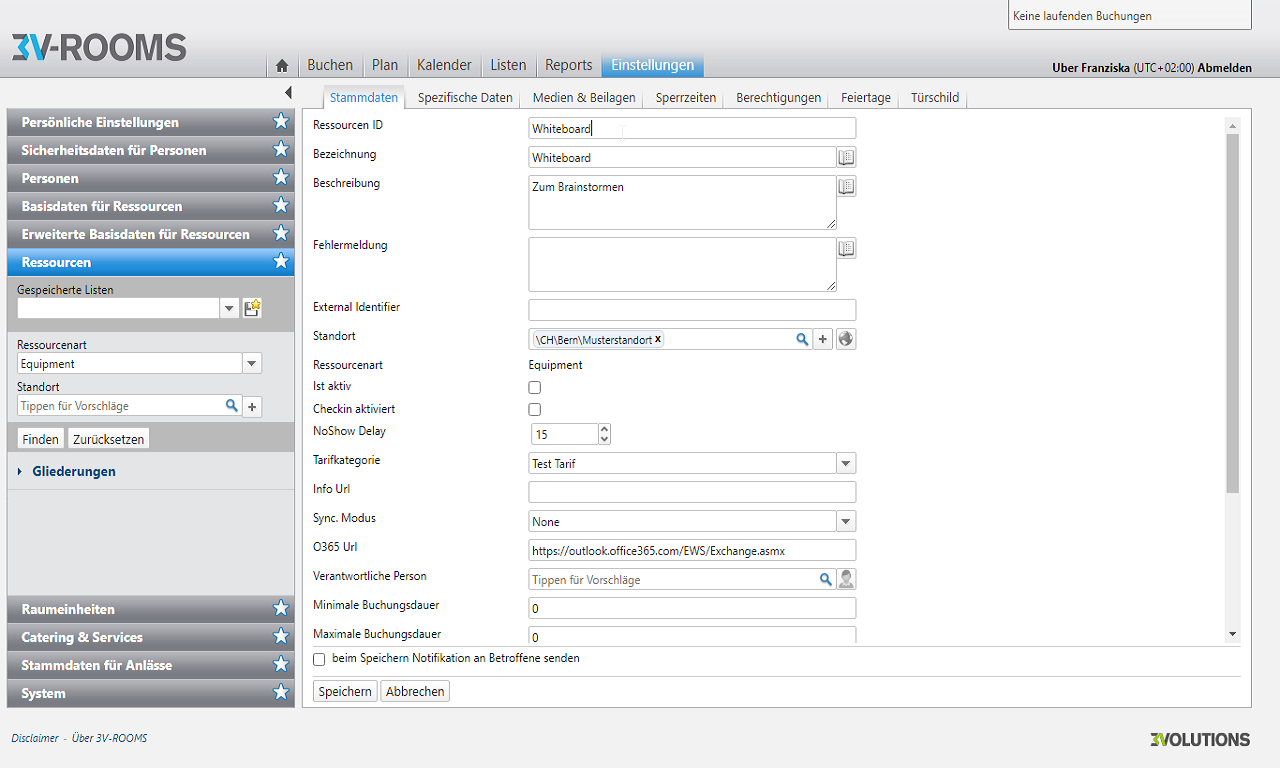 Keine laufenden Buchungen
3V-ROOMS
Buchen
Plan
Kalender
Listen
Reports
Einstellungen
Uber Franziska (UTC+02:00) Abmelden
Stammdaten
Spezifische Daten
Medien & Beilagen
Sperrzeiten
Berechtigungen
Feiertage
Türschild
Persönliche Einstellungen
Sicherheitsdaten für Personen
Personen
Basisdaten für Ressourcen
Erweiterte Basisdaten für Ressourcen
Ressourcen
Gespeicherte Listen
Ressourcenart
Equipment
Standort
Tippen für Vorschläge
Finden
Zurücksetzen
Gliederungen
Raumeinheiten
Catering & Services
Stammdaten für Anlässe
System
Ressourcen ID
Whiteboard
Bezeichnung
Whiteboard
Beschreibung
Zum Brainstormen
Fehlermeldung
External Identifier
Standort
\CH\Bern\Musterstandort x
Ressourcenart
Equipment
Ist aktiv
Checkin aktiviert
NoShow Delay
15
Tarifkategorie
Test Tarif
Info Url
Sync. Modus
None
O365 Url
https://outlook.office365.com/EWS/Exchange.asmx
Verantwortliche Person
Tippen für Vorschläge
Minimale Buchungsdauer
0
Maximale Buchungsdauer
0
beim Speichern Notifikation an Betroffene senden
Speichern
Abbrechen
Disclaimer - Über 3V-ROOMS
3VOLUTIONS